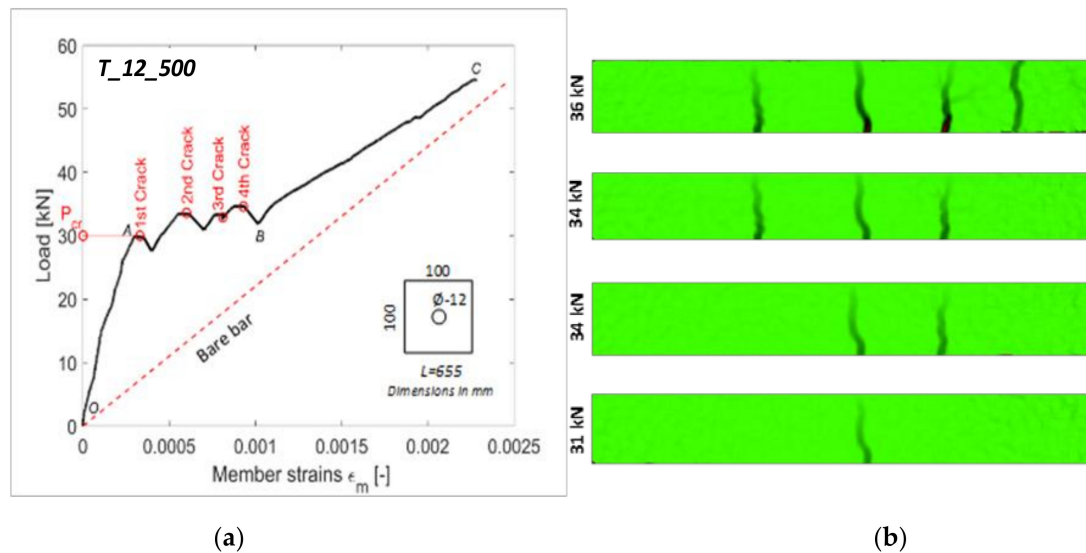 T_12_500
60
50
40
30
20
10
0
Load [kN]
P
cr
O
A
B
C
1st Crack
2nd Crack
3rd Crack
4th Crack
Bare bar
100
100
Ø-12
L=655
Dimensions in mm
0
0.0005
0.001
0.0015
0.002
0.0025
Member strains ϵm [-]
36 kN
34 kN
34 kN
31 kN
(a)
(b)